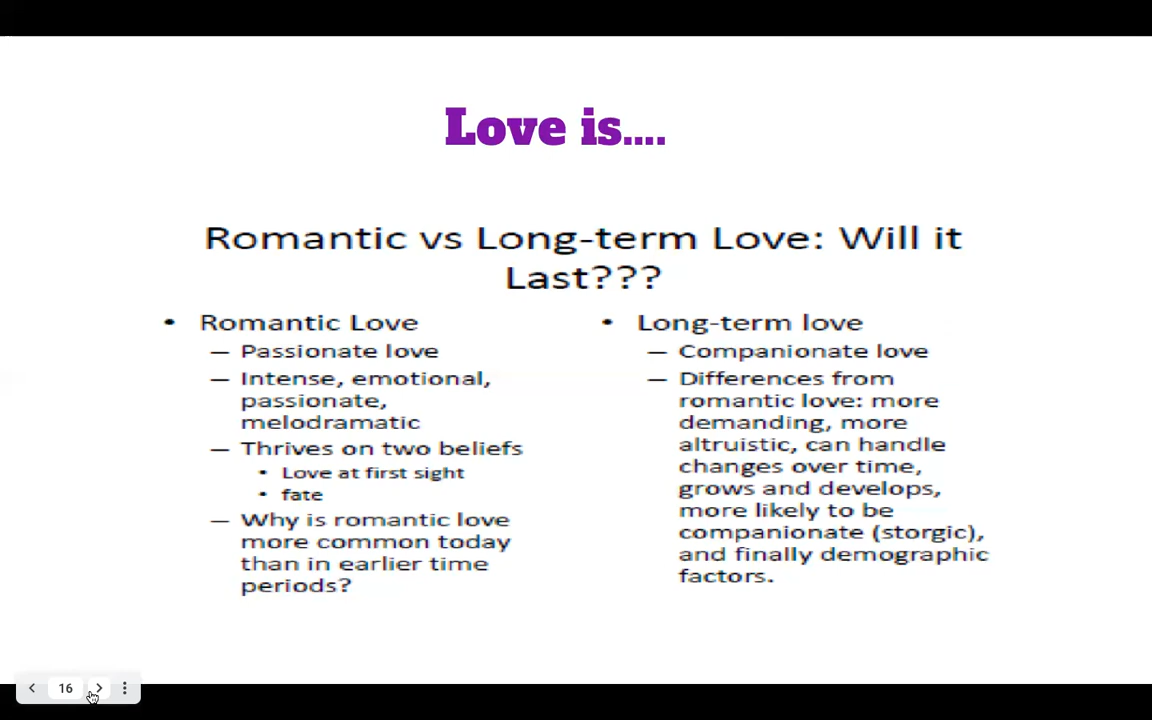 Love is....
Romantic vs Long-term Love: Will it
Last???
• Romantic Love
– Passionate love
– Intense, emotional,
passionate,
melodramatic
– Thrives on two beliefs
• Love at first sight
• fate
– Why is romantic love
more common today
than in earlier time
periods?
• Long-term love
– Companionate love
– Differences from
romantic love: more
demanding, more
altruistic, can handle
changes over time,
grows and develops,
more likely to be
companionate (storgic),
and finally demographic
factors.
16